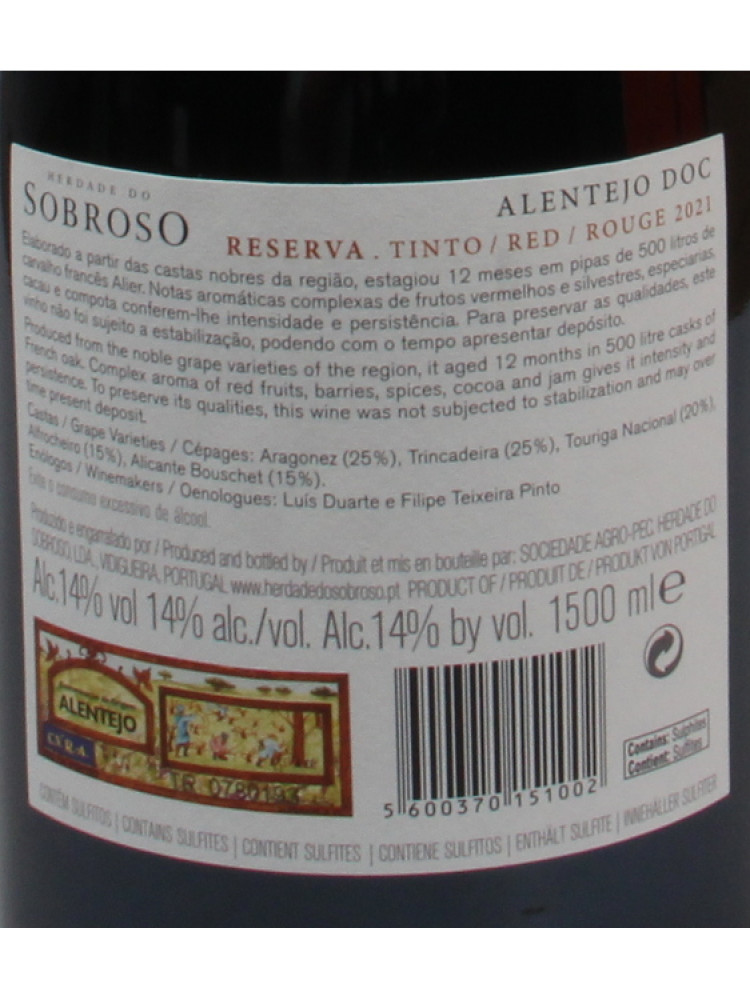 HERDADE DO
SOBROSO
ALENTEJO DOC
RESERVA . TINTO / RED / ROUGE 2021
Elaborado a partir das castas nobres da região, estagiou 12 meses em pipas de 500 litros de
carvalho francês Alier. Notas aromáticas complexas de frutos vermelhos e silvestres, especiarias,
cacau e compota conferem-lhe intensidade e persistência. Para preservar as qualidades, este
vinho não foi sujeito a estabilização, podendo com o tempo apresentar depósito.
Produced from the noble grape varieties of the region, it aged 12 months in 500 litre casks of
French oak. Complex aroma of red fruits, barries, spices, cocoa and jam gives it intensity and
persistence. To preserve its qualities, this wine was not subjected to stabilization and may over
time present deposit.
Castas / Grape Varieties / Cépages: Aragonez (25%), Trincadeira (25%), Touriga Nacional (20%),
Alfrocheiro (15%), Alicante Bouschet (15%).
Enólogos / Winemakers / Oenologues: Luís Duarte e Filipe Teixeira Pinto
Evite o consumo excessivo de álcool.
Produzido e engarrafado por / Produced and bottled by / Produit et mis en bouteille par: SOCIEDADE AGRO-PEC. HERDADE DO
SOBROSO, LDA., VIDIGUEIRA, PORTUGAL www.herdadedosobroso.pt PRODUCT OF / PRODUIT DE / PRODUKT VON PORTUGAL
Alc.14% vol 14% alc./vol. Alc.14% by vol. 1500 ml e
ALENTEJO
C.V.R.A.
TR 0780193
5 600370 151002
Contains: Sulphites
Contient: Sulfites
CONTÉM SULFITOS | CONTAINS SULFITES | CONTIENT SULFITES | CONTIENE SULFITOS | ENTHÄLT SULFITE | INNEHÅLLER SULFITER